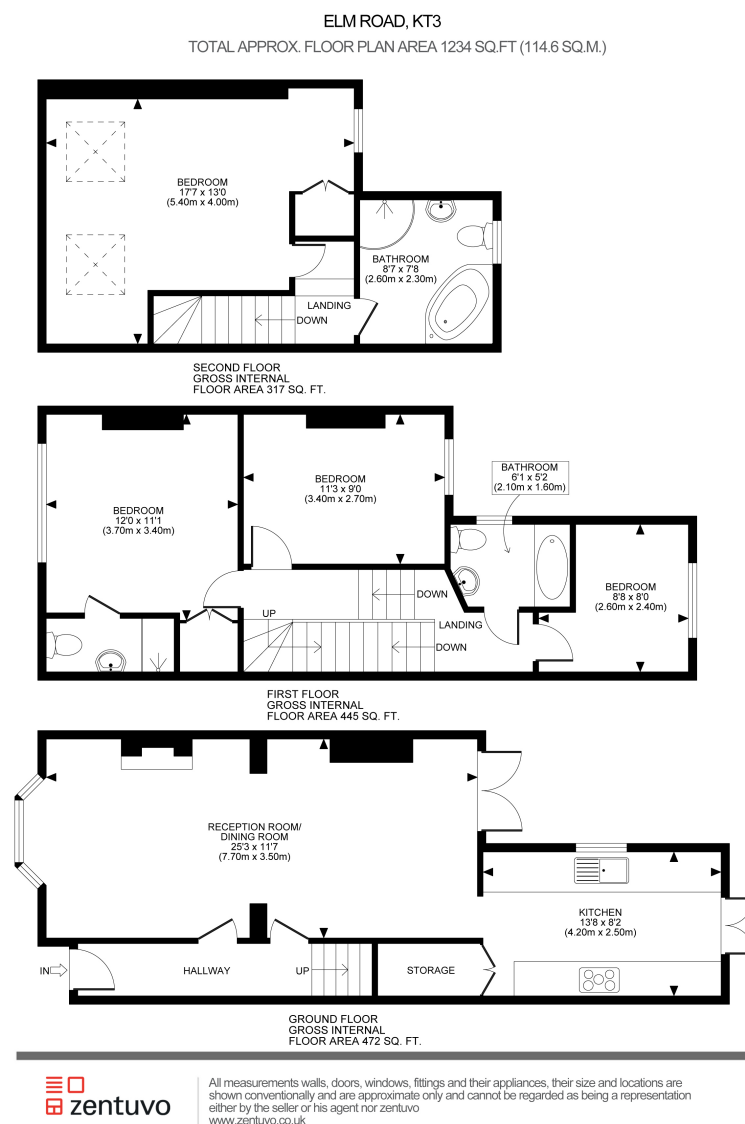 ELM ROAD, KT3
TOTAL APPROX. FLOOR PLAN AREA 1234 SQ.FT (114.6 SQ.M.)
BEDROOM
17'7 x 13'0
(5.40m x 4.00m)
BATHROOM
8'7 x 7'8
(2.60m x 2.30m)
LANDING
DOWN
SECOND FLOOR
GROSS INTERNAL
FLOOR AREA 317 SQ. FT.
BATHROOM
6'1 x 5'2
(2.10m x 1.60m)
BEDROOM
11'3 x 9'0
(3.40m x 2.70m)
BEDROOM
12'0 x 11'1
(3.70m x 3.40m)
BEDROOM
8'8 x 8'0
(2.60m x 2.40m)
DOWN
UP
LANDING
DOWN
FIRST FLOOR
GROSS INTERNAL
FLOOR AREA 445 SQ. FT.
RECEPTION ROOM/
DINING ROOM
25'3 x 11'7
(7.70m x 3.50m)
KITCHEN
13'8 x 8'2
(4.20m x 2.50m)
IN
HALLWAY
UP
STORAGE
GROUND FLOOR
GROSS INTERNAL
FLOOR AREA 472 SQ. FT.
zentuvo
All measurements walls, doors, windows, fittings and their appliances, their size and locations are
shown conventionally and are approximate only and cannot be regarded as being a representation
either by the seller or his agent nor zentuvo
www.zentuvo.co.uk